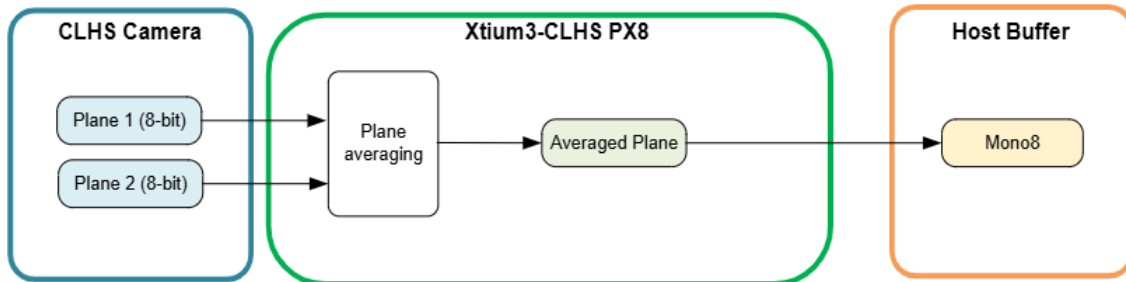 CLHS Camera
Xtium3-CLHS PX8
Host Buffer
Plane 1 (8-bit)
Plane 2 (8-bit)
Plane
averaging
Averaged Plane
Mono8